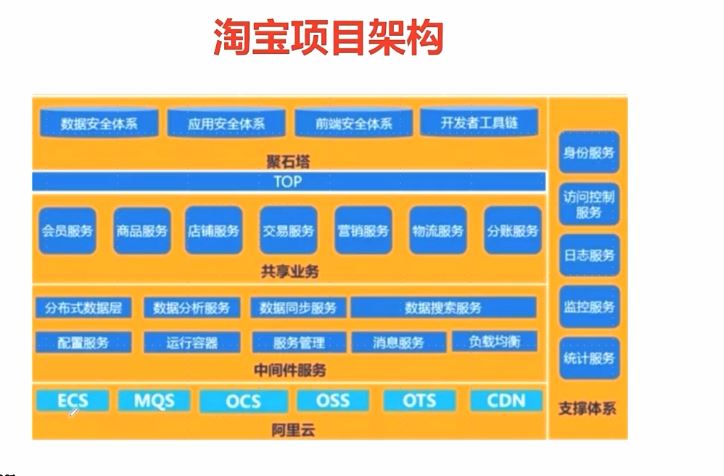 淘宝项目架构
数据安全体系 应用安全体系 前端安全体系 开发者工具链
聚石塔
TOP
会员服务 商品服务 店铺服务 交易服务 营销服务 物流服务 分账服务
共享业务
分布式数据层 数据分析服务 数据同步服务 数据搜索服务
配置服务 运行容器 服务管理 消息服务 负载均衡
中间件服务
ECS MQS OCS OSS OTS CDN
阿里云
身份服务
访问控制
服务
日志服务
监控服务
统计服务
支撑体系